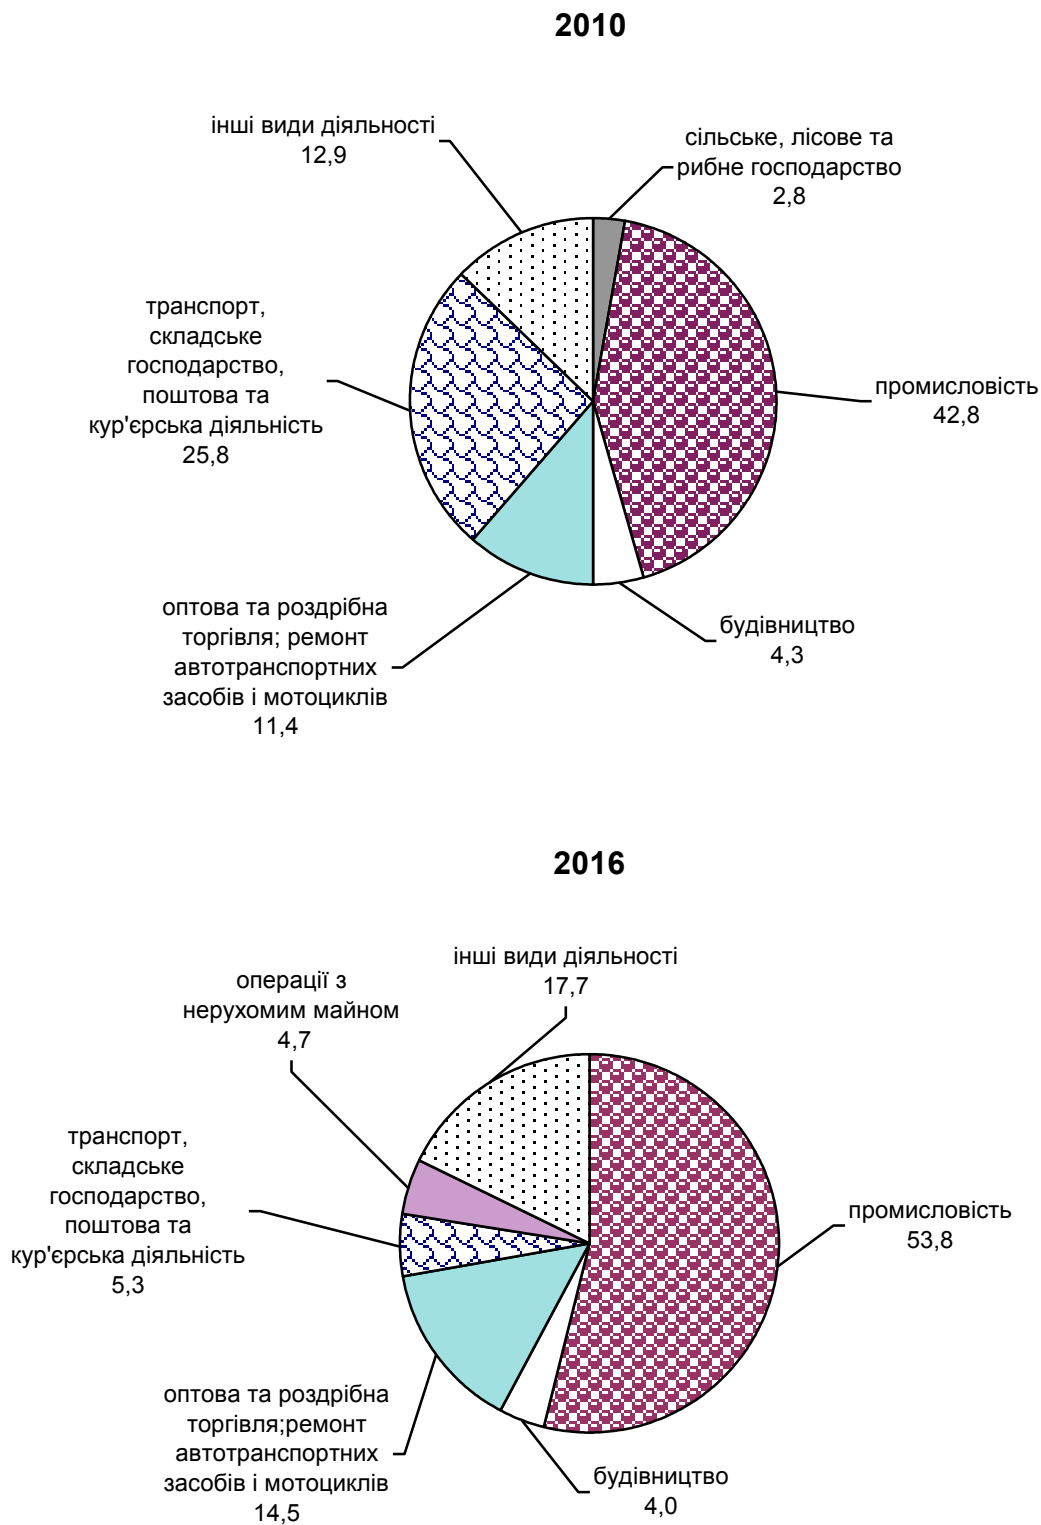 2010
інші види діяльності
12,9
сільське, лісове та
рибне господарство
2,8
транспорт,
складське
господарство,
поштова та
кур'єрська діяльність
25,8
промисловість
42,8
оптова та роздрібна
торгівля; ремонт
автотранспортних
засобів і мотоциклів
11,4
будівництво
4,3
2016
інші види діяльності
17,7
операції з
нерухомим майном
4,7
транспорт,
складське
господарство,
поштова та
кур'єрська діяльність
5,3
промисловість
53,8
оптова та роздрібна
торгівля;ремонт
автотранспортних
засобів і мотоциклів
14,5
будівництво
4,0